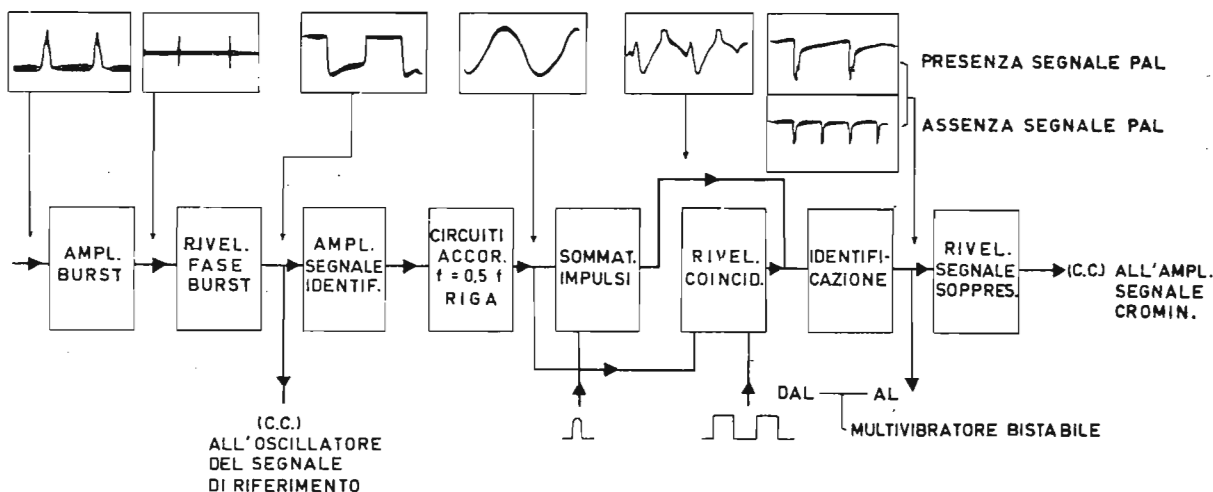 PRESENZA SEGNALE PAL
ASSENZA SEGNALE PAL
AMPL.
BURST
RIVEL.
FASE
BURST
AMPL.
SEGNALE
IDENTIF.
CIRCUITI
ACCOR.
f = 0,5 f
RIGA
SOMMAT.
IMPULSI
RIVEL.
COINCID.
IDENTIFI-
CAZIONE
RIVEL.
SEGNALE
SOPPRES.
(C.C.) ALL'AMPL.
SEGNALE
CROMIN.
(C.C.)
ALL'OSCILLATORE
DEL SEGNALE
DI RIFERIMENTO
DAL AL
MULTIVIBRATORE BISTABILE